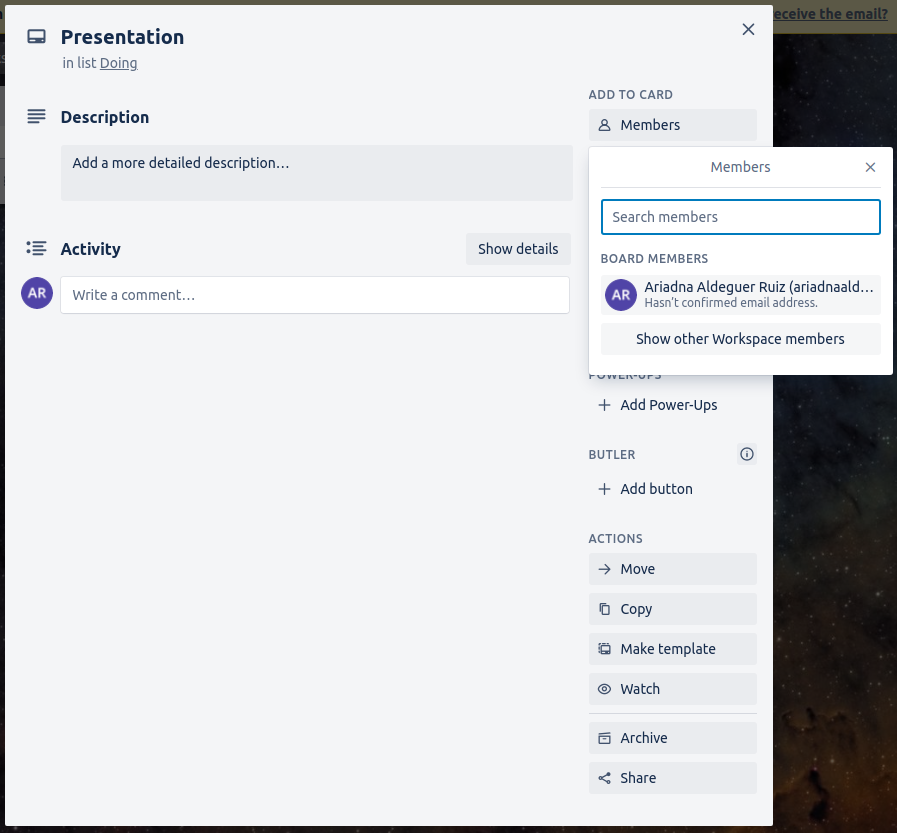 eceive the email?
Presentation
in list Doing
Description
Add a more detailed description…
Activity
Show details
AR
Write a comment…
ADD TO CARD
Members
Members
Search members
BOARD MEMBERS
AR
Ariadna Aldeguer Ruiz (ariadnaald…
Hasn't confirmed email address.
Show other Workspace members
POWER-UPS
Add Power-Ups
BUTLER
Add button
ACTIONS
Move
Copy
Make template
Watch
Archive
Share